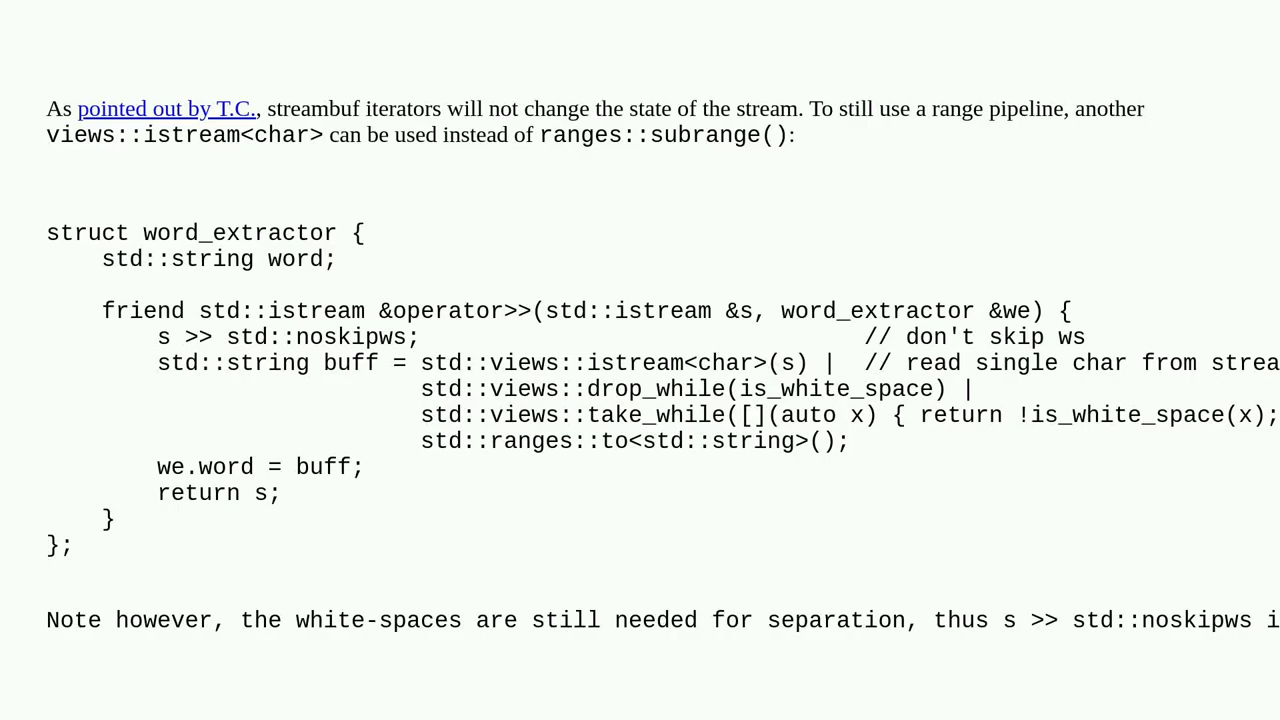 As pointed out by T.C., streambuf iterators will not change the state of the stream. To still use a range pipeline, another
views::istream<char> can be used instead of ranges::subrange():
struct word_extractor {
    std::string word;
    friend std::istream &operator>>(std::istream &s, word_extractor &we) {
        s >> std::noskipws;                                // don't skip ws
        std::string buff = std::views::istream<char>(s) |  // read single char from strea
                           std::views::drop_while(is_white_space) |
                           std::views::take_while([](auto x) { return !is_white_space(x);
                           std::ranges::to<std::string>();
        we.word = buff;
        return s;
    }
};
Note however, the white-spaces are still needed for separation, thus s >> std::noskipws i